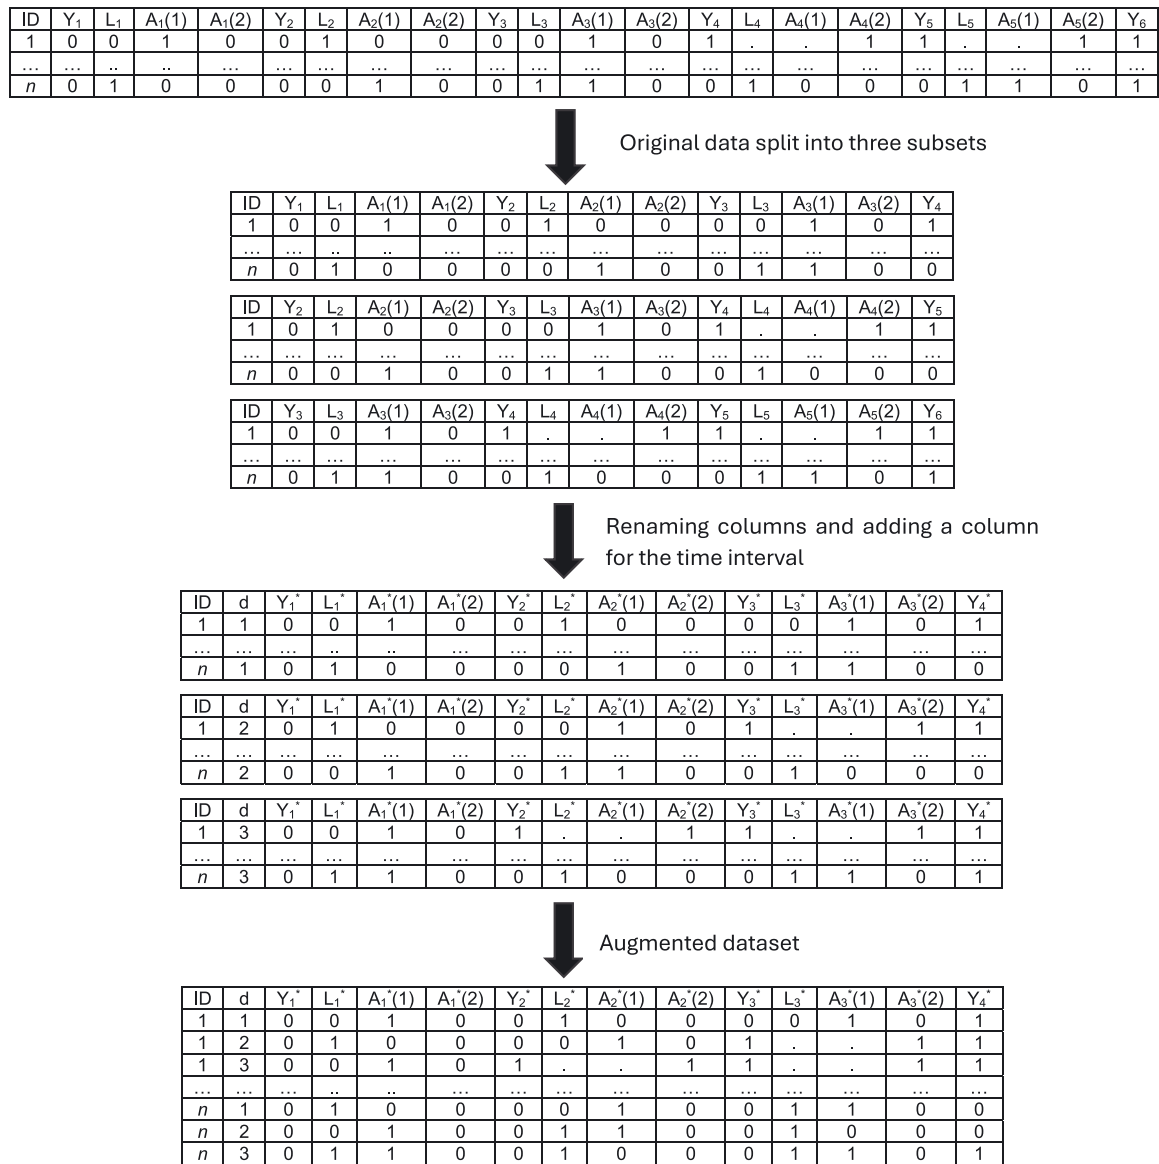 ID Y₁ L₁ A₁(1) A₁(2) Y₂ L₂ A₂(1) A₂(2) Y₃ L₃ A₃(1) A₃(2) Y₄ L₄ A₄(1) A₄(2) Y₅ L₅ A₅(1) A₅(2) Y₆
1 0 0 1 0 0 1 0 0 0 0 1 0 1 . . 1 1 . . 1 1
... ... .. .. ... ... ... ... ... ... ... ... ... ... ... ... ... ... ... ... ... ...
n 0 1 0 0 0 0 1 0 0 1 1 0 0 1 0 0 0 1 1 0 1
Original data split into three subsets
ID Y₁ L₁ A₁(1) A₁(2) Y₂ L₂ A₂(1) A₂(2) Y₃ L₃ A₃(1) A₃(2) Y₄
1 0 0 1 0 0 1 0 0 0 0 1 0 1
... ... .. .. ... ... ... ... ... ... ... ... ... ...
n 0 1 0 0 0 0 1 0 0 1 1 0 0
ID Y₂ L₂ A₂(1) A₂(2) Y₃ L₃ A₃(1) A₃(2) Y₄ L₄ A₄(1) A₄(2) Y₅
1 0 1 0 0 0 0 1 0 1 . . 1 1
... ... ... ... ... ... ... ... ... ... ... ... ... ...
n 0 0 1 0 0 1 1 0 0 1 0 0 0
ID Y₃ L₃ A₃(1) A₃(2) Y₄ L₄ A₄(1) A₄(2) Y₅ L₅ A₅(1) A₅(2) Y₆
1 0 0 1 0 1 . . 1 1 . . 1 1
... ... ... ... ... ... ... ... ... ... ... ... ... ...
n 0 1 1 0 0 1 0 0 0 1 1 0 1
Renaming columns and adding a column
for the time interval
ID d Y₁* L₁* A₁*(1) A₁*(2) Y₂* L₂* A₂*(1) A₂*(2) Y₃* L₃* A₃*(1) A₃*(2) Y₄*
1 1 0 0 1 0 0 1 0 0 0 0 1 0 1
... ... ... .. .. ... ... ... ... ... ... ... ... ... ...
n 1 0 1 0 0 0 0 1 0 0 1 1 0 0
ID d Y₁* L₁* A₁*(1) A₁*(2) Y₂* L₂* A₂*(1) A₂*(2) Y₃* L₃* A₃*(1) A₃*(2) Y₄*
1 2 0 1 0 0 0 0 1 0 1 . . 1 1
... ... ... ... ... ... ... ... ... ... ... ... ... ... ...
n 2 0 0 1 0 0 1 1 0 0 1 0 0 0
ID d Y₁* L₁* A₁*(1) A₁*(2) Y₂* L₂* A₂*(1) A₂*(2) Y₃* L₃* A₃*(1) A₃*(2) Y₄*
1 3 0 0 1 0 1 . . 1 1 . . 1 1
... ... ... ... ... ... ... ... ... ... ... ... ... ... ...
n 3 0 1 1 0 0 1 0 0 0 1 1 0 1
Augmented dataset
ID d Y₁* L₁* A₁*(1) A₁*(2) Y₂* L₂* A₂*(1) A₂*(2) Y₃* L₃* A₃*(1) A₃*(2) Y₄*
1 1 0 0 1 0 0 1 0 0 0 0 1 0 1
1 2 0 1 0 0 0 0 1 0 1 . . 1 1
1 3 0 0 1 0 1 . . 1 1 . . 1 1
... ... ... .. .. ... ... ... ... ... ... ... ... ... ...
n 1 0 1 0 0 0 0 1 0 0 1 1 0 0
n 2 0 0 1 0 0 1 1 0 0 1 0 0 0
n 3 0 1 1 0 0 1 0 0 0 1 1 0 1